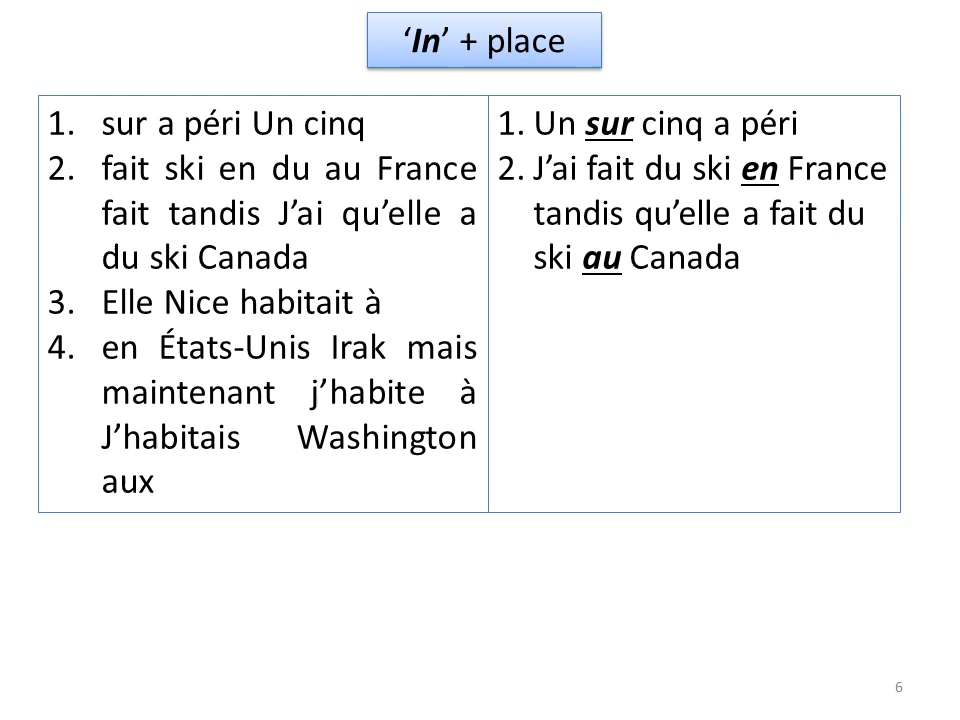 ‘In’ + place
1. sur a péri Un cinq
2. fait ski en du au France
fait tandis J’ai qu’elle a
du ski Canada
3. Elle Nice habitait à
4. en États-Unis Irak mais
maintenant j’habite à
J’habitais Washington
aux
1. Un sur cinq a péri
2. J’ai fait du ski en France
tandis qu’elle a fait du
ski au Canada
6